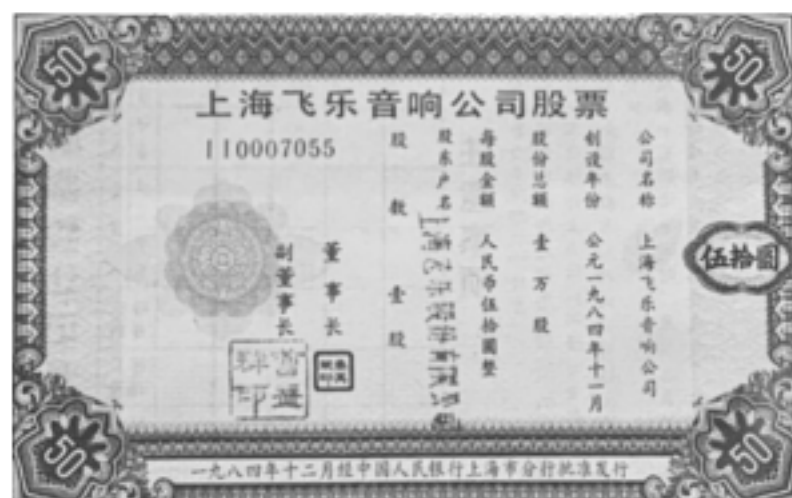 50
50
上海飞乐音响公司股票
110007055
公司名称 上海飞乐音响公司
创设年份 公元一九八四年十一月
股份总额 壹万股
每股金额 人民币伍拾圆整
股东户名
股数 壹股
董事长
副董事长
伍拾圆
50
50
一九八四年十二月经中国人民银行上海市分行批准发行